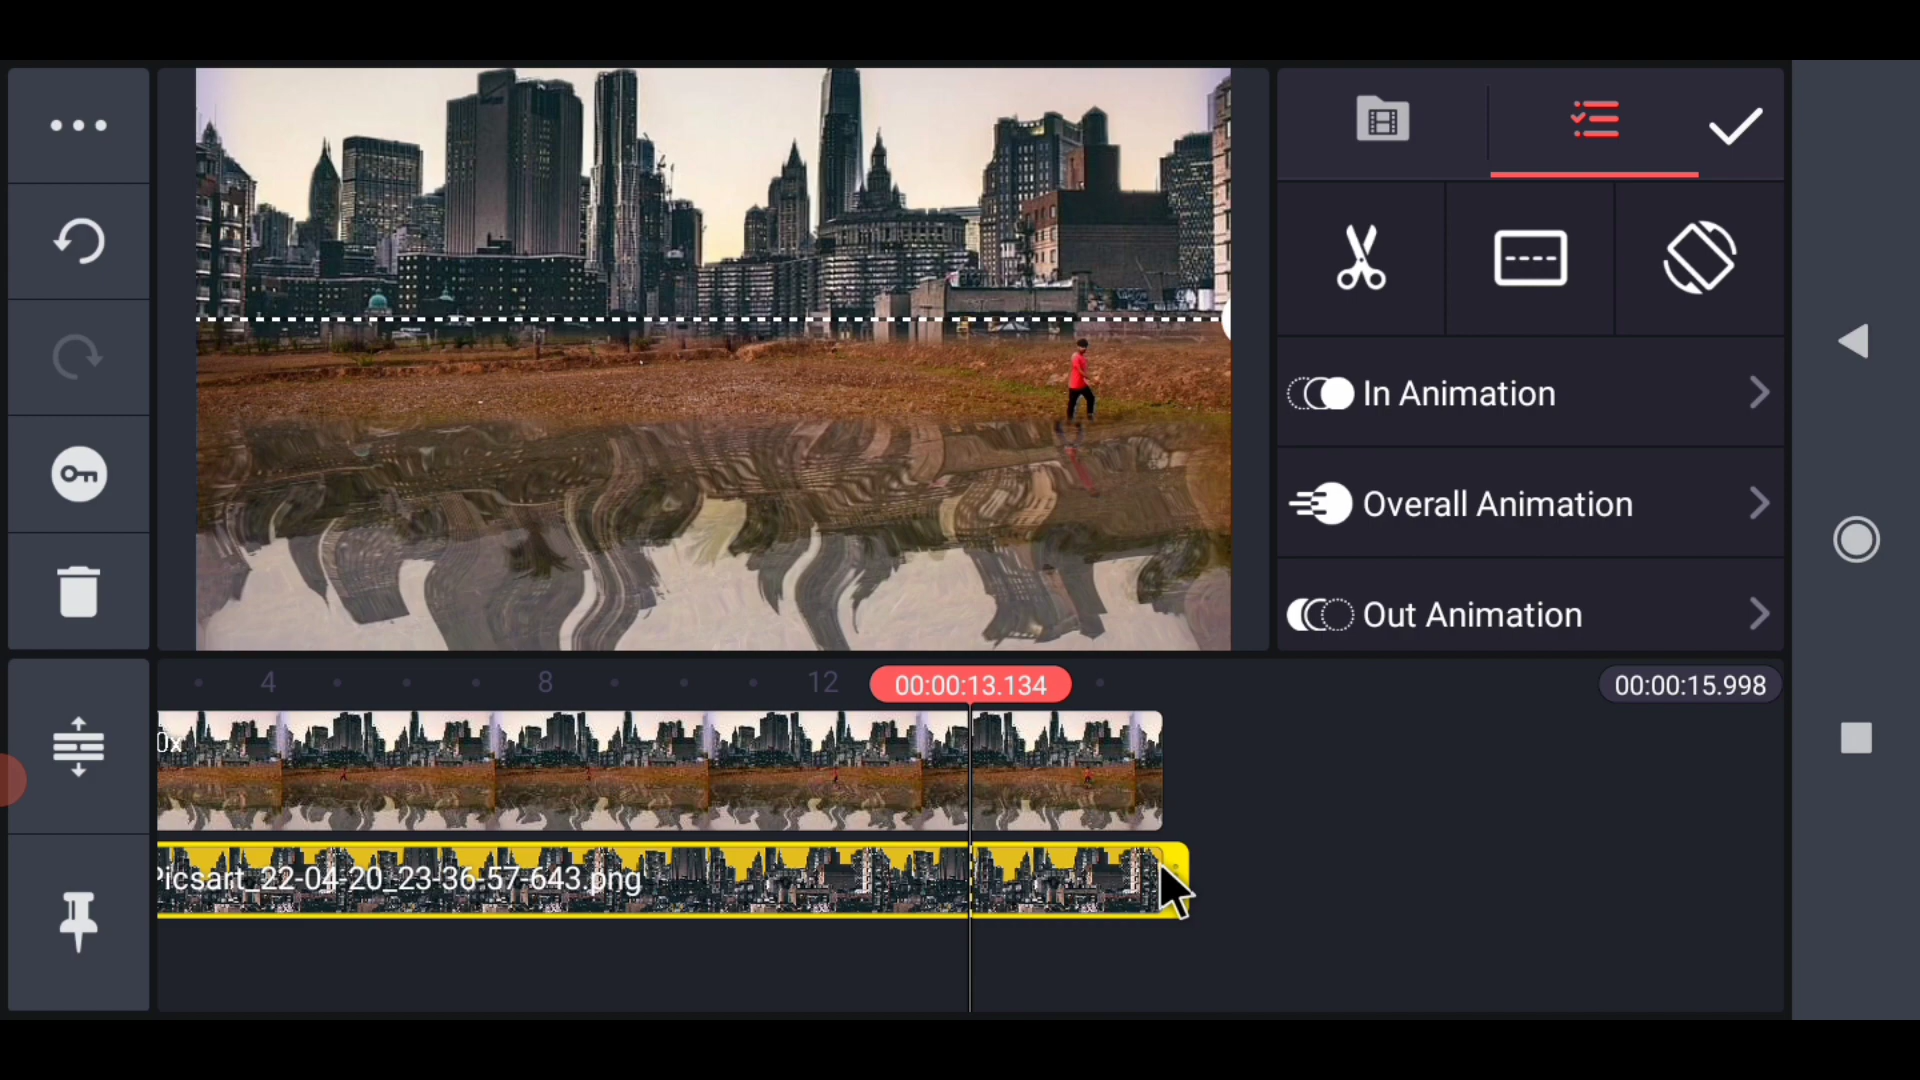 In Animation
Overall Animation
Out Animation
4
8
12
00:00:13.134
00:00:15.998
0x
Picsart_22-04-20_23-36-57-643.png